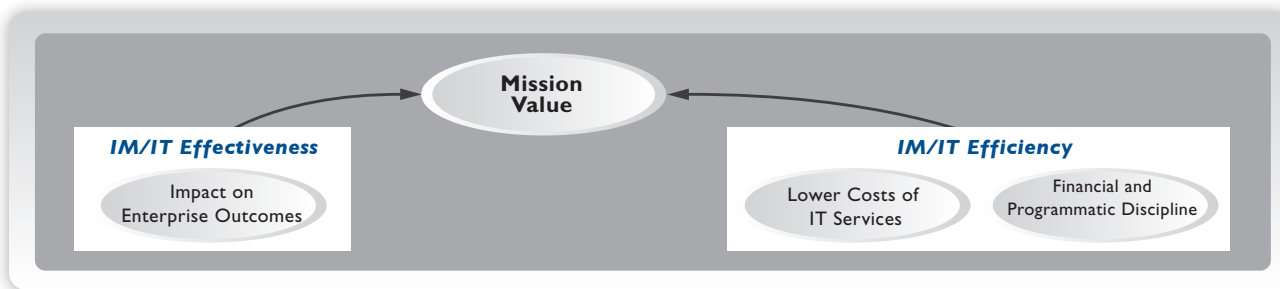 Mission
Value
IM/IT Effectiveness
Impact on
Enterprise Outcomes
IM/IT Efficiency
Lower Costs of
IT Services
Financial and
Programmatic Discipline